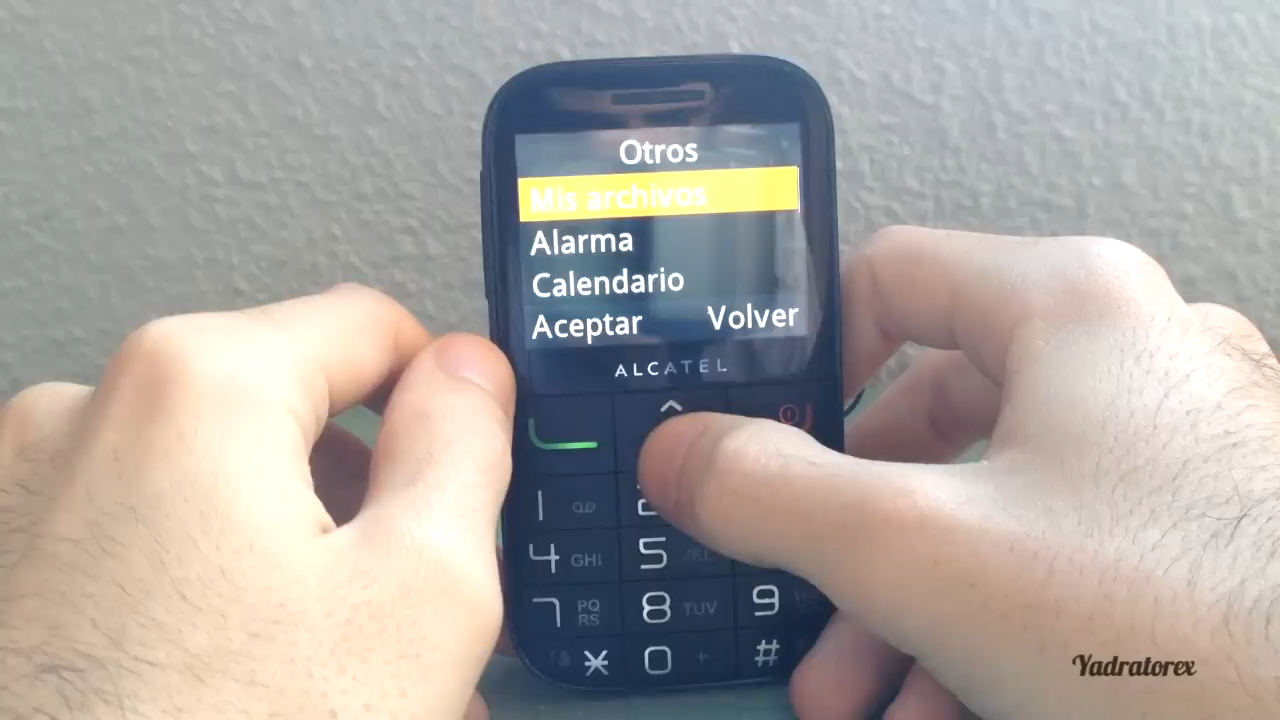 Otros
Mis archivos
Alarma
Calendario
Aceptar Volver
ALCATEL
1
4 GHI 5 JKL
7 PQRS 8 TUV 9
* 0 + #
Yadratorex